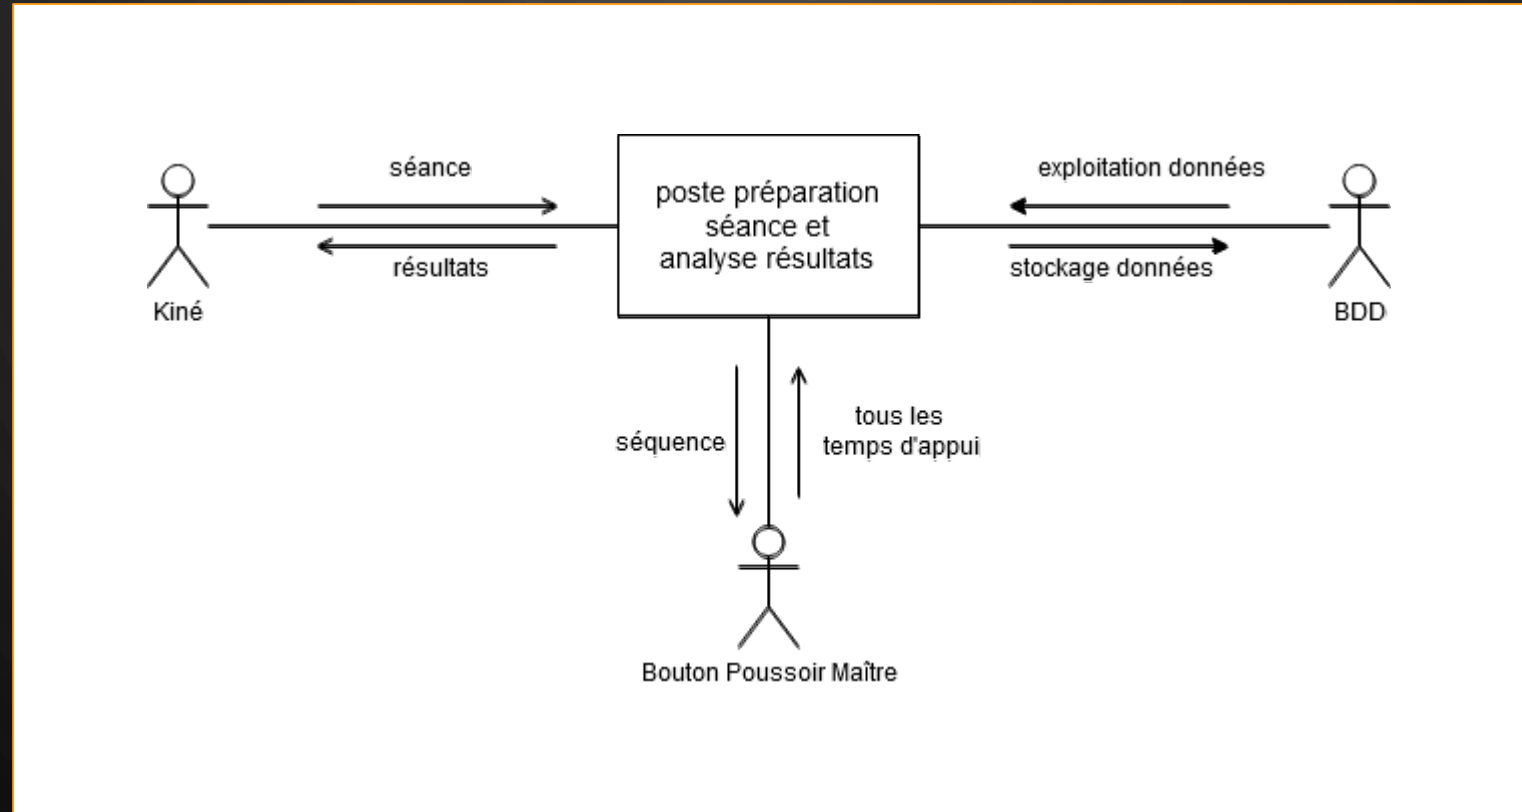 séance
résultats
Kiné
poste préparation
séance et
analyse résultats
exploitation données
stockage données
BDD
séquence
tous les
temps d'appui
Bouton Poussoir Maître